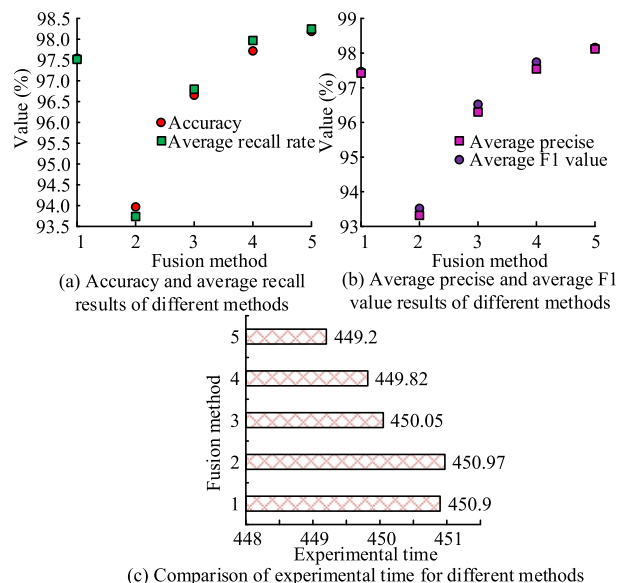 98.5
98.0
97.5
97.0
96.5
96.0
95.5
95.0
94.5
94.0
93.5
Value (%)
Accuracy
Average recall rate
1 2 3 4 5
Fusion method
(a) Accuracy and average recall
results of different methods
99
98
97
96
95
94
93
Value (%)
Average precise
Average F1 value
1 2 3 4 5
Fusion method
(b) Average precise and average F1
value results of different methods
Fusion method
5 449.2
4 449.82
3 450.05
2 450.97
1 450.9
448 449 450 451
Experimental time
(c) Comparison of experimental time for different methods